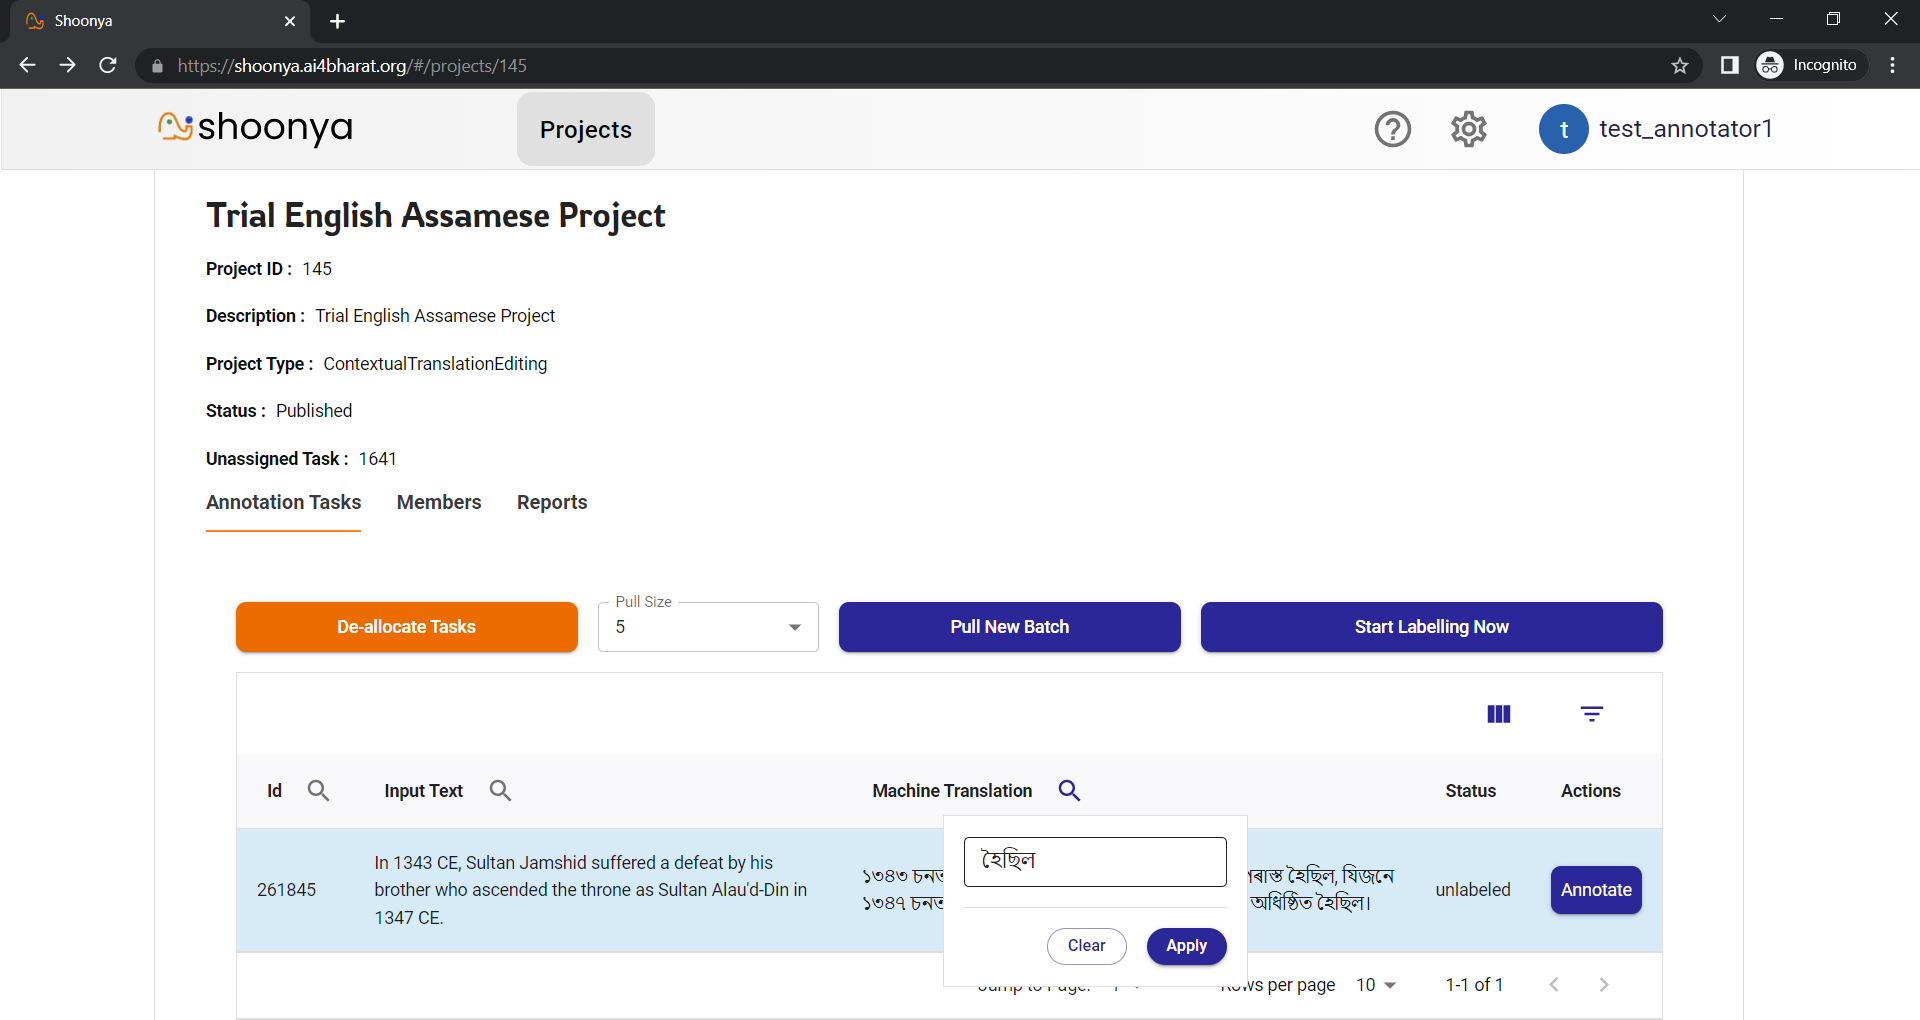 Shoonya
https://shoonya.ai4bharat.org/#/projects/145
Incognito
shoonya
Projects
t test_annotator1
Trial English Assamese Project
Project ID : 145
Description : Trial English Assamese Project
Project Type : ContextualTranslationEditing
Status : Published
Unassigned Task : 1641
Annotation Tasks Members Reports
De-allocate Tasks
Pull Size
5
Pull New Batch
Start Labelling Now
Id Input Text Machine Translation Status Actions
261845
In 1343 CE, Sultan Jamshid suffered a defeat by his
brother who ascended the throne as Sultan Alau'd-Din in
1347 CE.
১৩৪৩ চনত
হৈছিল, যিজনে
১৩৪৭ চনত
অধিষ্ঠিত হৈছিল।
unlabeled
Annotate
হৈছিল
Clear
Apply
Rows per page 10 1-1 of 1